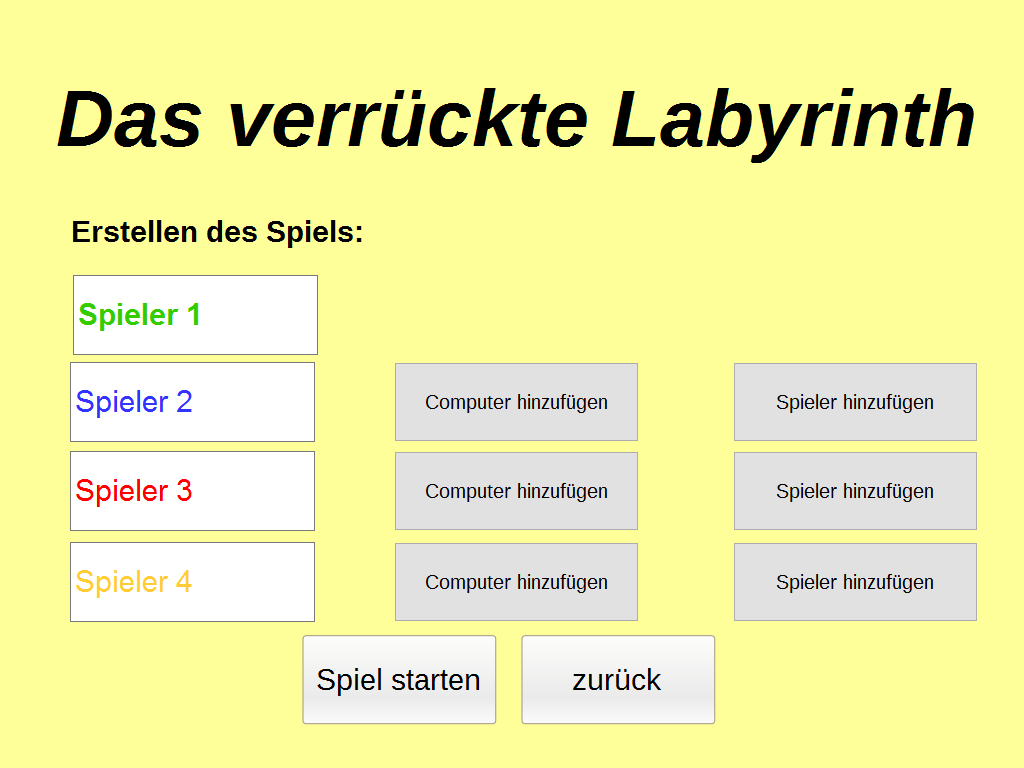 Das verrückte Labyrinth
Erstellen des Spiels:
Spieler 1
Spieler 2 Computer hinzufügen Spieler hinzufügen
Spieler 3 Computer hinzufügen Spieler hinzufügen
Spieler 4 Computer hinzufügen Spieler hinzufügen
Spiel starten zurück